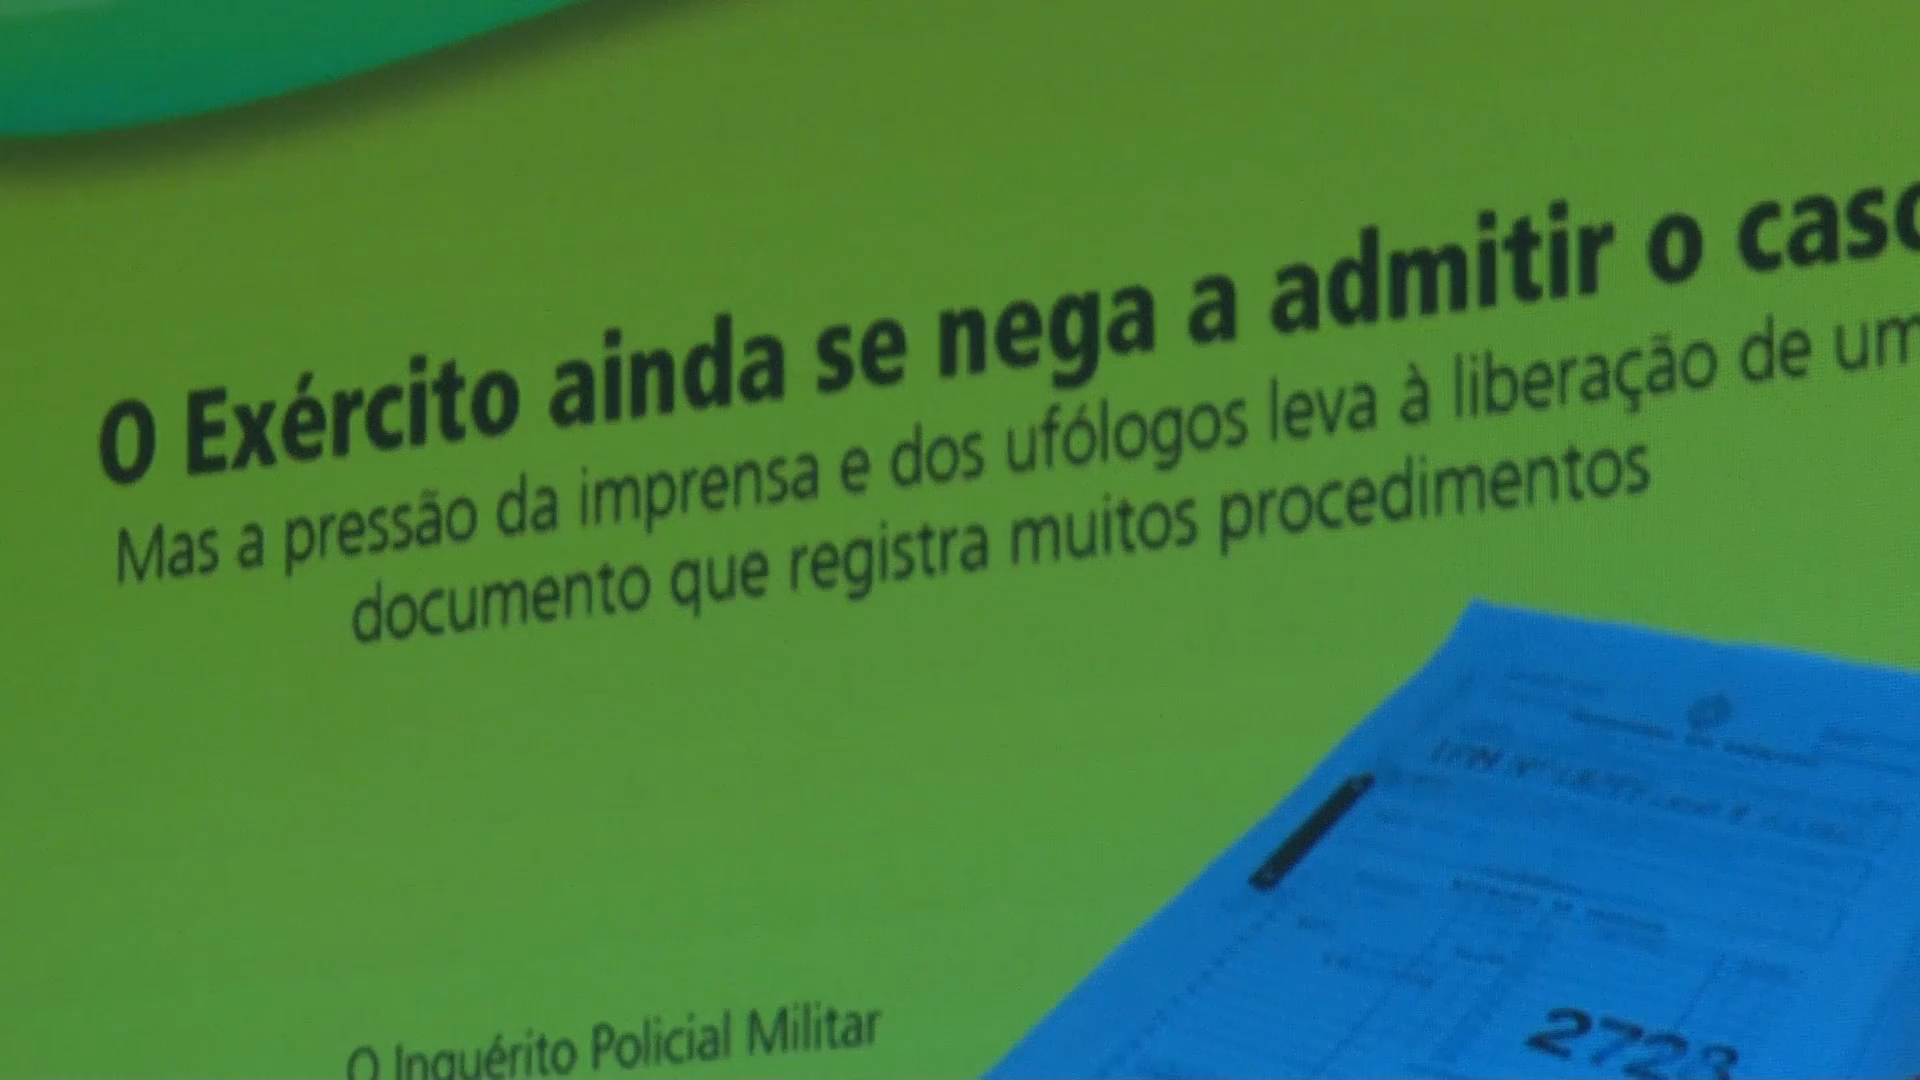 O Exército ainda se nega a admitir o caso
Mas a pressão da imprensa e dos ufólogos leva à liberação de um
documento que registra muitos procedimentos
O Inquérito Policial Militar
2723